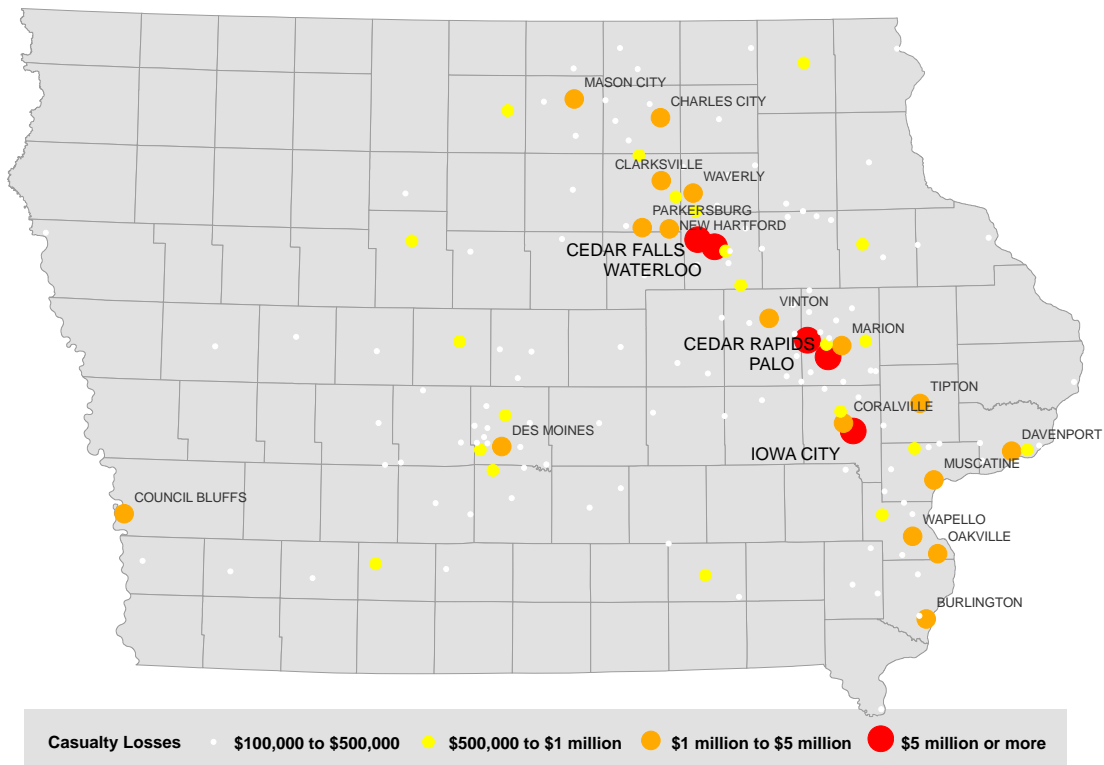 MASON CITY
CHARLES CITY
CLARKSVILLE
WAVERLY
PARKERSBURG
NEW HARTFORD
CEDAR FALLS
WATERLOO
VINTON
MARION
CEDAR RAPIDS
PALO
TIPTON
CORALVILLE
DES MOINES
DAVENPORT
IOWA CITY
MUSCATINE
COUNCIL BLUFFS
WAPELLO
OAKVILLE
BURLINGTON
Casualty Losses $100,000 to $500,000 $500,000 to $1 million $1 million to $5 million $5 million or more